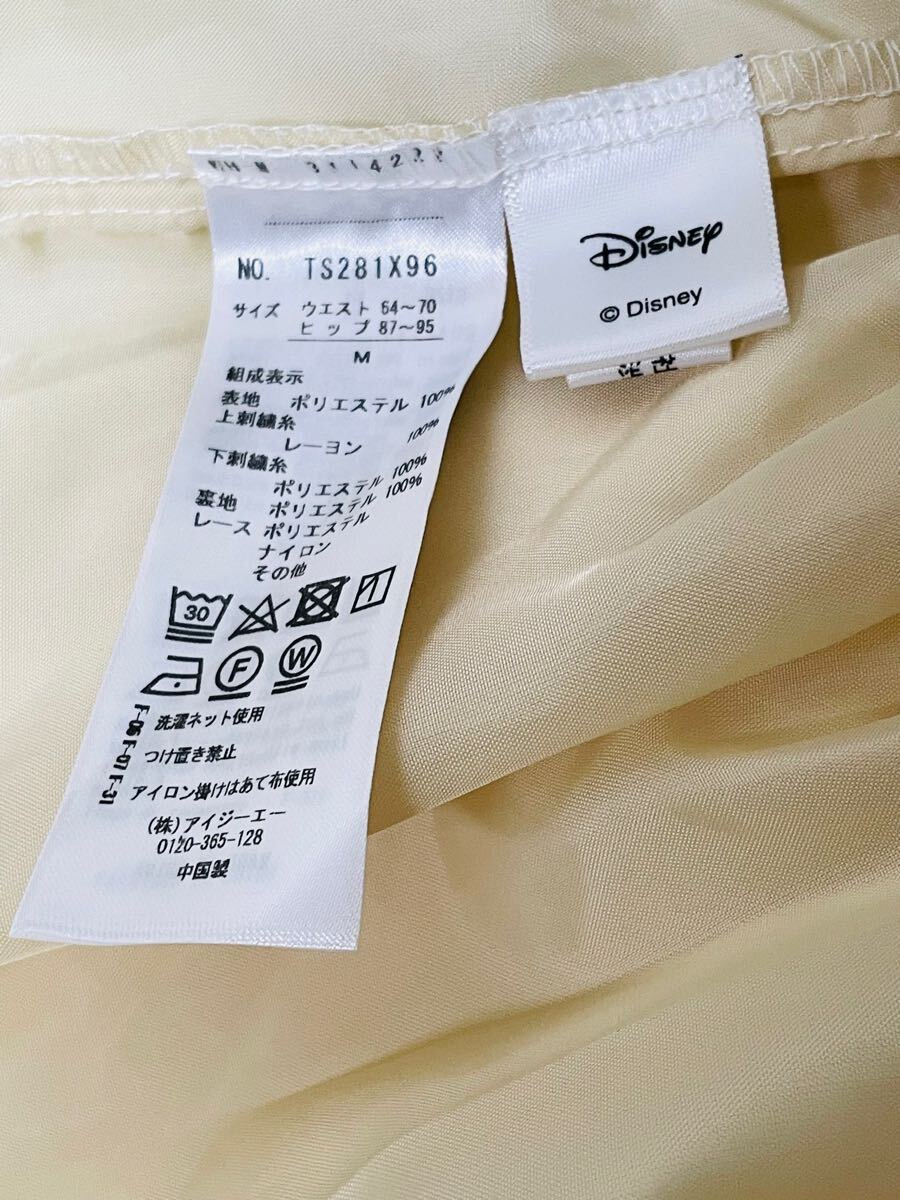 NO. TS281X96
サイズ ウエスト 64～70
ヒップ 87～95
M
組成表示
表地 ポリエステル 100%
上刺繍糸
レーヨン 100%
下刺繍糸
ポリエステル 100%
裏地 ポリエステル 100%
レース ポリエステル
ナイロン
その他
30
F W
F-06 F-07 F-31
洗濯ネット使用
つけ置き禁止
アイロン掛けはあて布使用
(株)アイジーエー
0120-365-128
中国製
Disney
© Disney